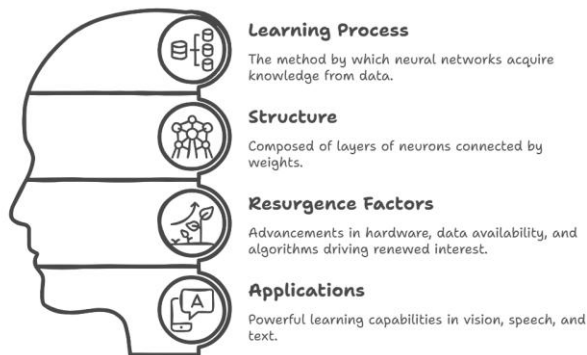 Learning Process
The method by which neural networks acquire
knowledge from data.
Structure
Composed of layers of neurons connected by
weights.
Resurgence Factors
Advancements in hardware, data availability, and
algorithms driving renewed interest.
A
Applications
Powerful learning capabilities in vision, speech, and
text.